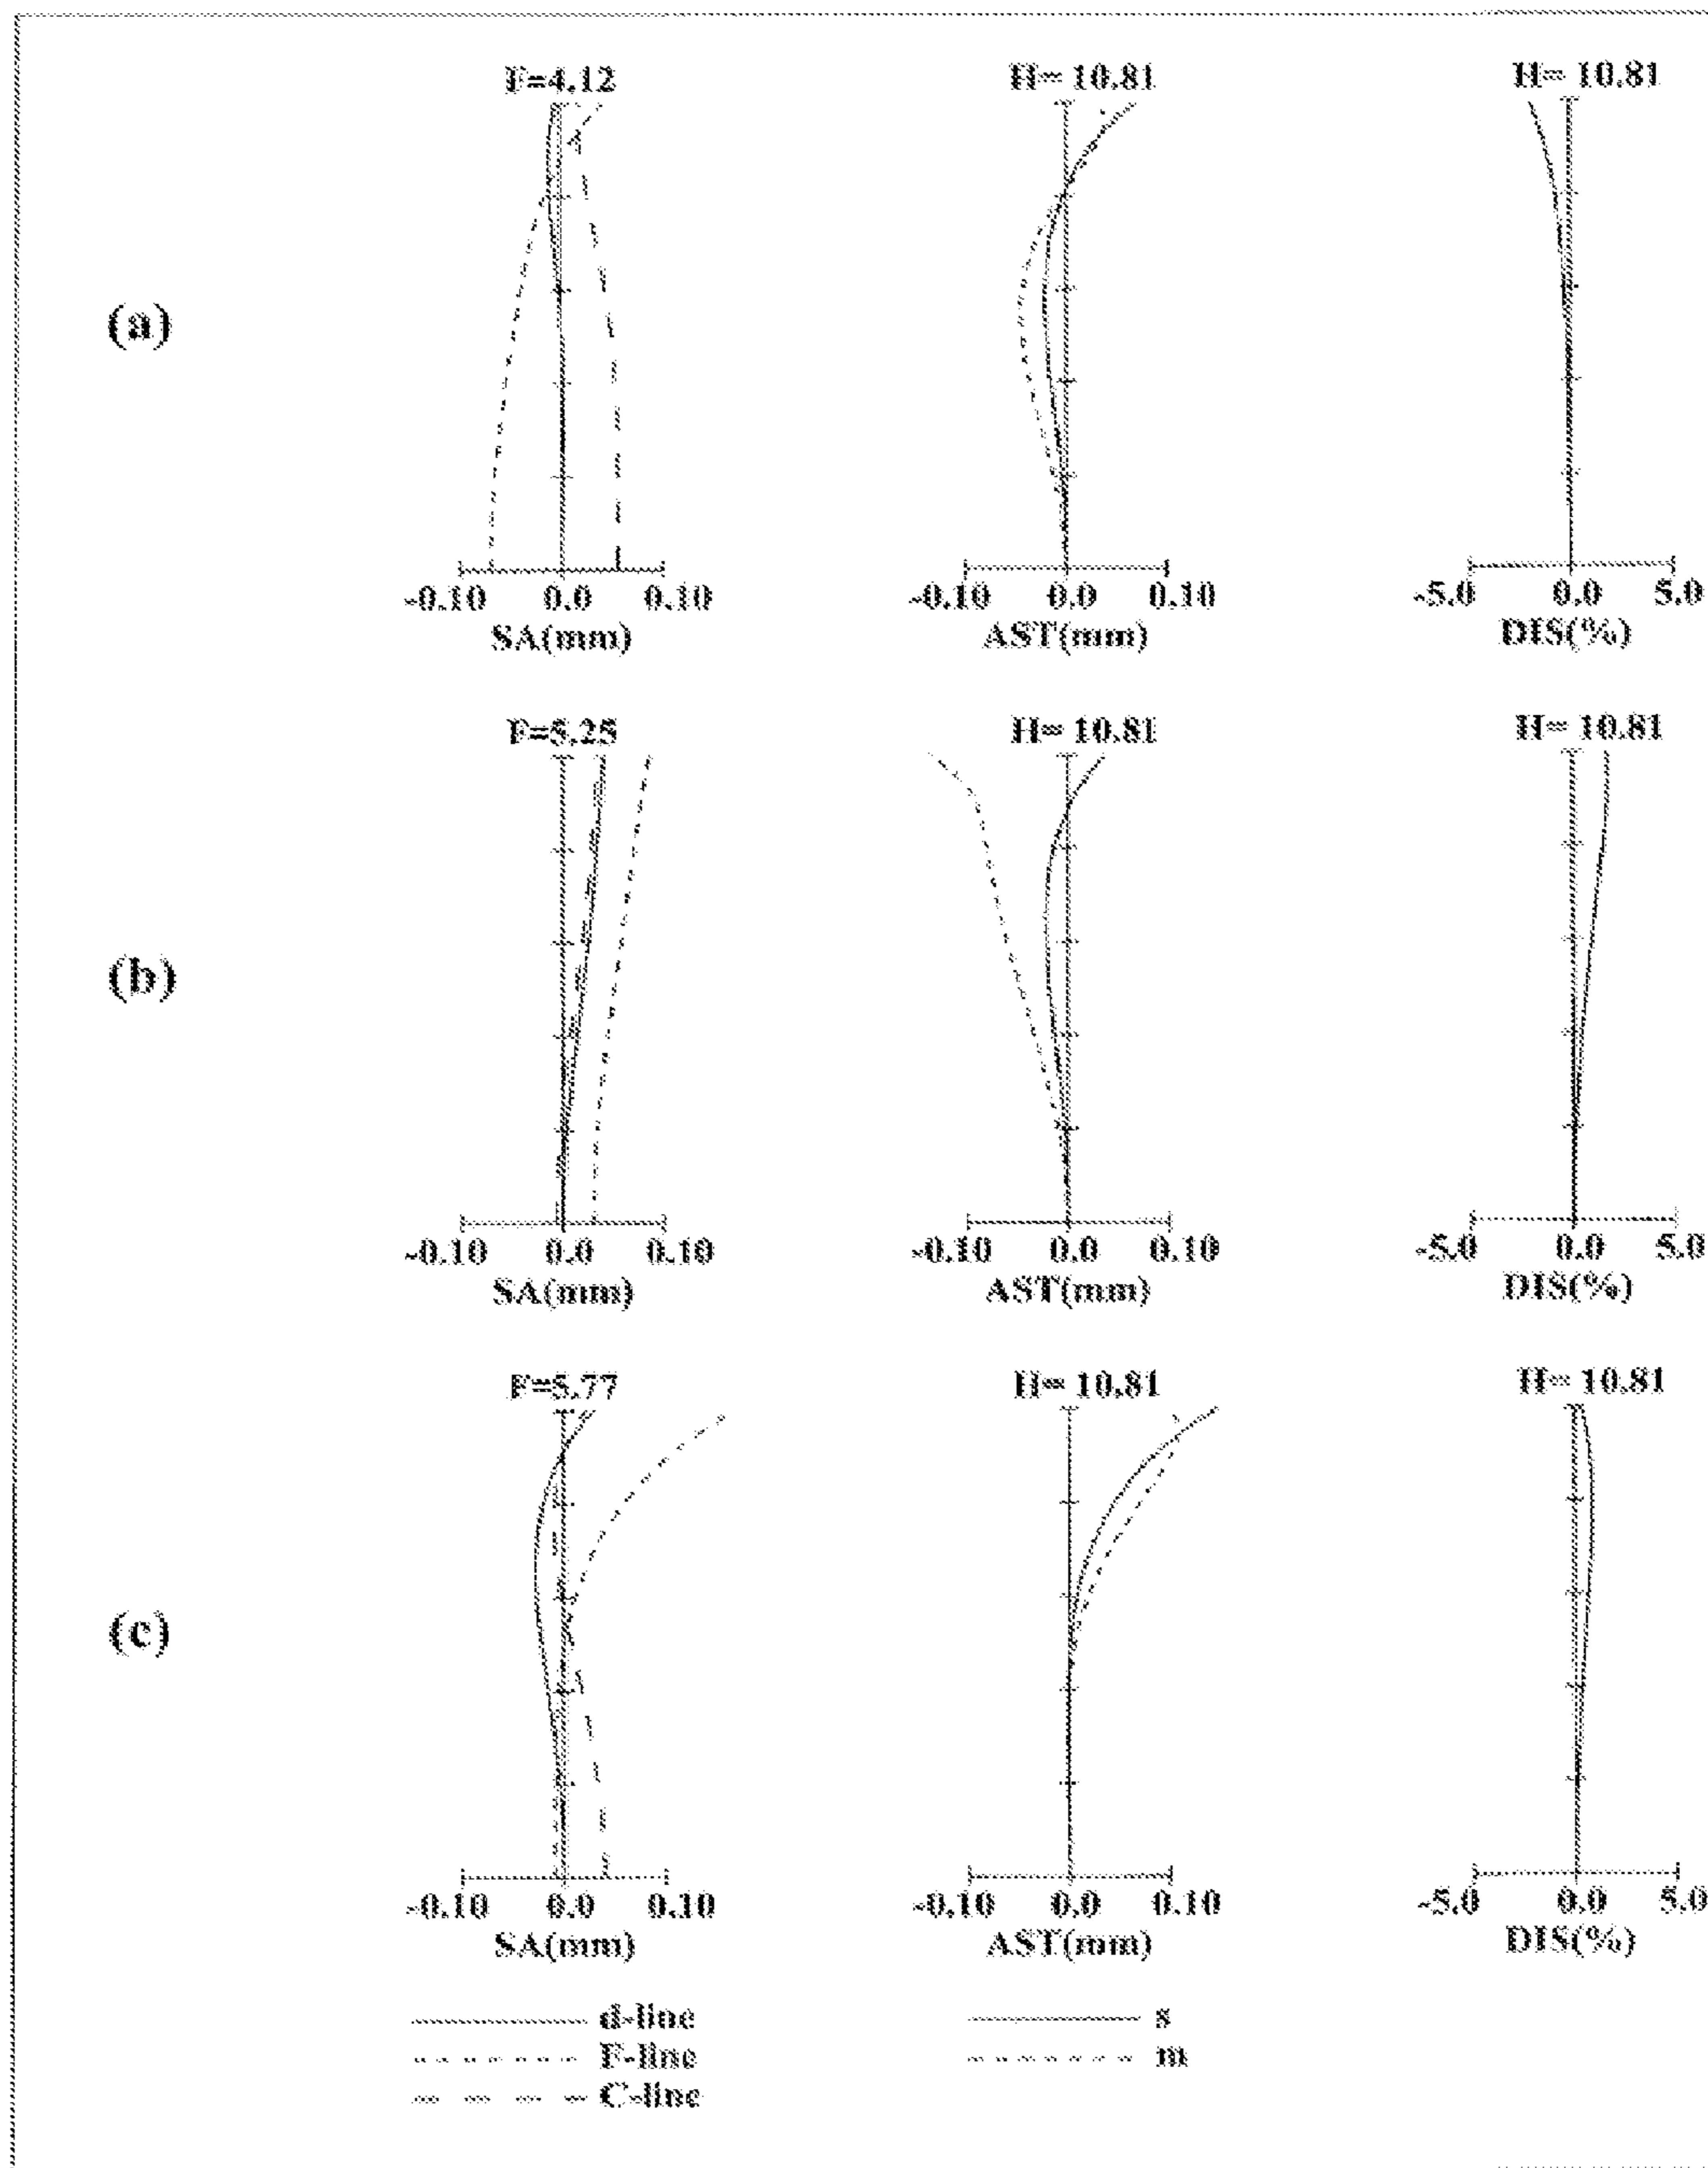 F=4.12 H= 10.81 H= 10.81
(a)
-0.10 0.0 0.10 -0.10 0.0 0.10 -5.0 0.0 5.0
SA(mm) AST(mm) DIS(%)
F=5.25 H= 10.81 H= 10.81
(b)
-0.10 0.0 0.10 -0.10 0.0 0.10 -5.0 0.0 5.0
SA(mm) AST(mm) DIS(%)
F=5.77 H= 10.81 H= 10.81
(c)
-0.10 0.0 0.10 -0.10 0.0 0.10 -5.0 0.0 5.0
SA(mm) AST(mm) DIS(%)
d-line s
F-line m
C-line